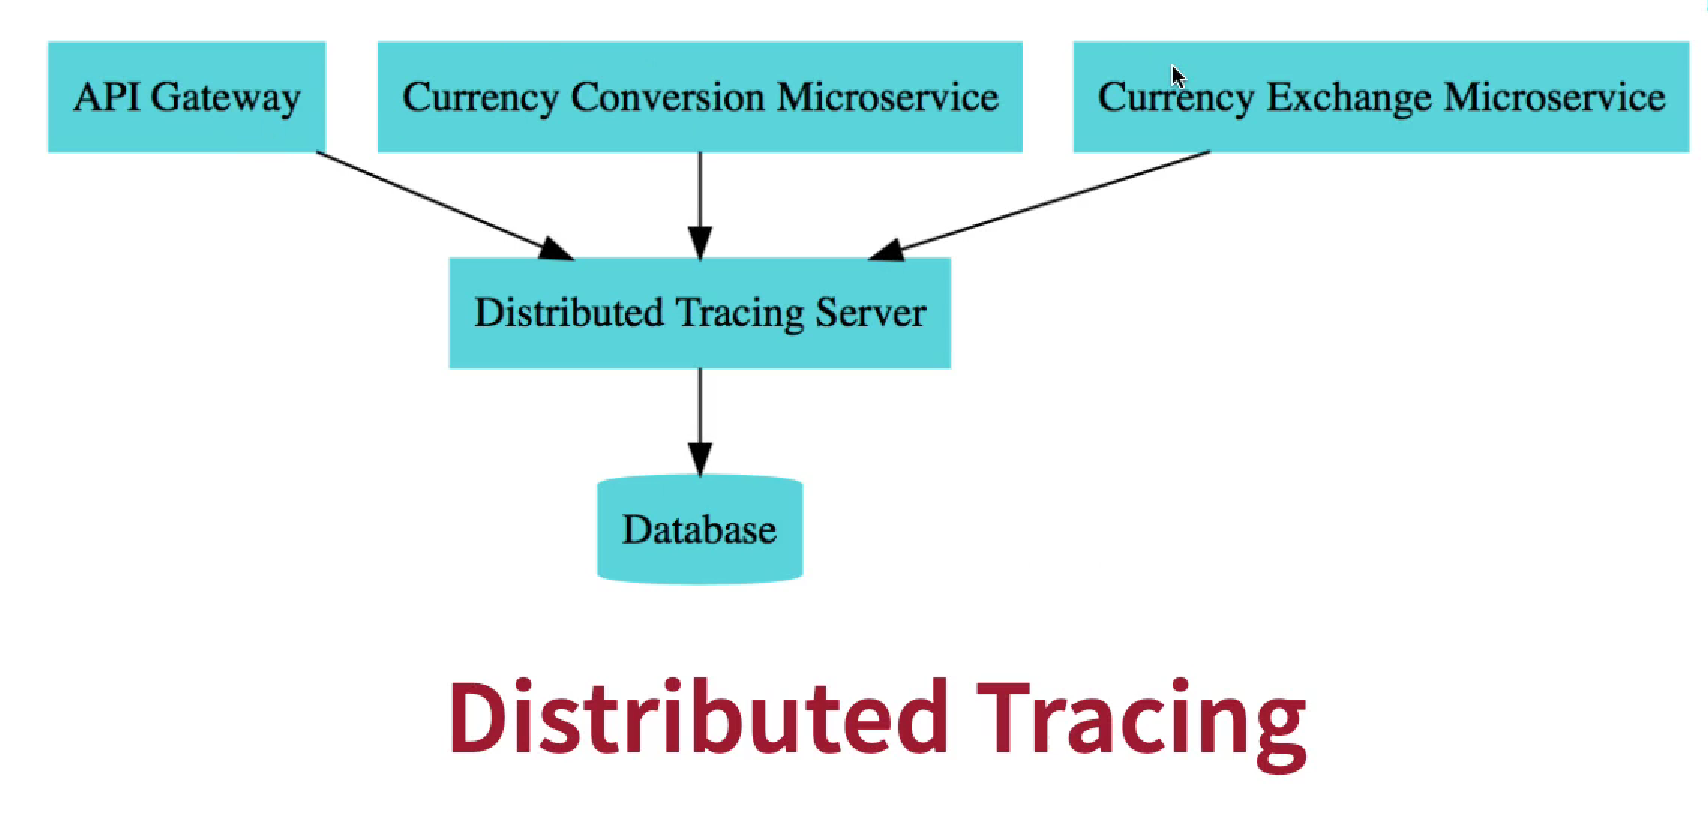 API Gateway
Currency Conversion Microservice
Currency Exchange Microservice
Distributed Tracing Server
Database
Distributed Tracing